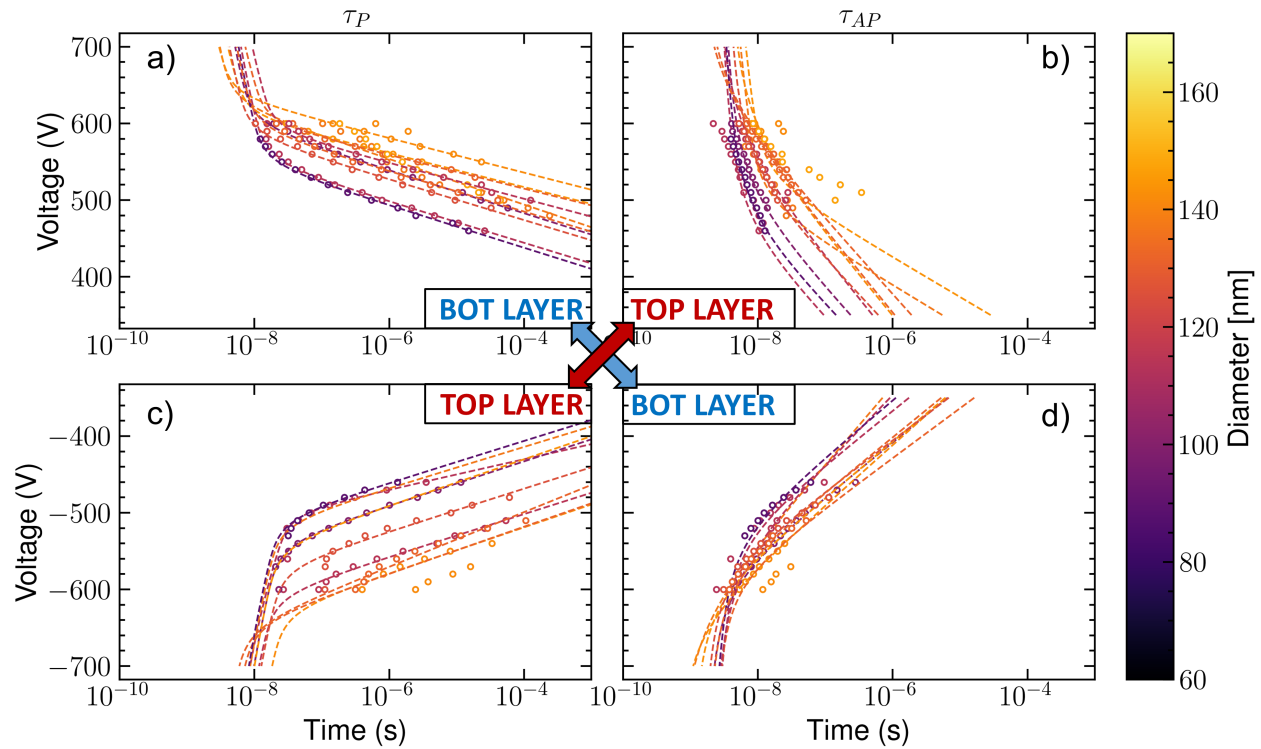 τ_P τ_AP
a) b)
700
600
500
400
Voltage (V)
BOT LAYER TOP LAYER
10⁻¹⁰ 10⁻⁸ 10⁻⁶ 10⁻⁴ 10⁻¹⁰ 10⁻⁸ 10⁻⁶ 10⁻⁴
TOP LAYER BOT LAYER
c) d)
−400
−500
−600
−700
Voltage (V)
10⁻¹⁰ 10⁻⁸ 10⁻⁶ 10⁻⁴ 10⁻¹⁰ 10⁻⁸ 10⁻⁶ 10⁻⁴
Time (s) Time (s)
160
140
120
100
80
60
Diameter [nm]